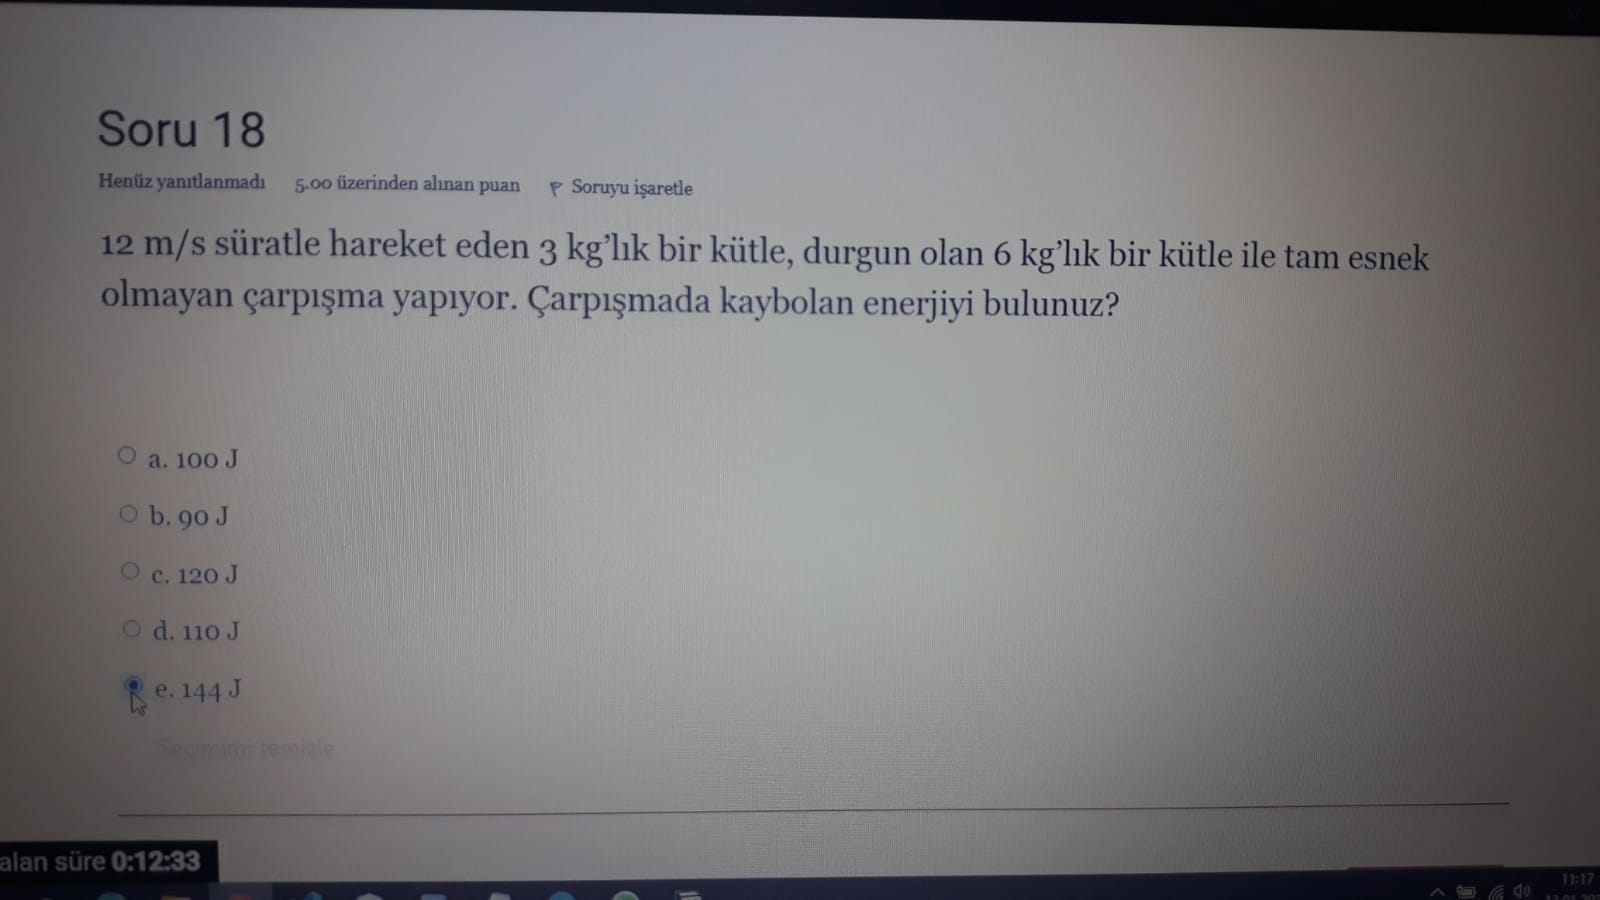 Soru 18
Henüz yanıtlanmadı 5.00 üzerinden alınan puan Soruyu işaretle
12 m/s süratle hareket eden 3 kg'lık bir kütle, durgun olan 6 kg'lık bir kütle ile tam esnek
olmayan çarpışma yapıyor. Çarpışmada kaybolan enerjiyi bulunuz?
a. 100 J
b. 90 J
c. 120 J
d. 110 J
e. 144 J
Seçimimi temizle
alan süre 0:12:33
11:17